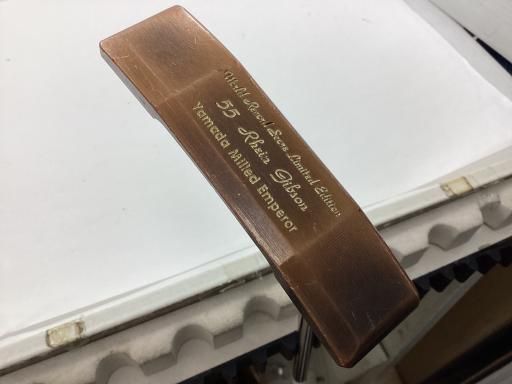 World Record Score Limited Edition
55 Rhein Gibson
Yamada Milled Emperor